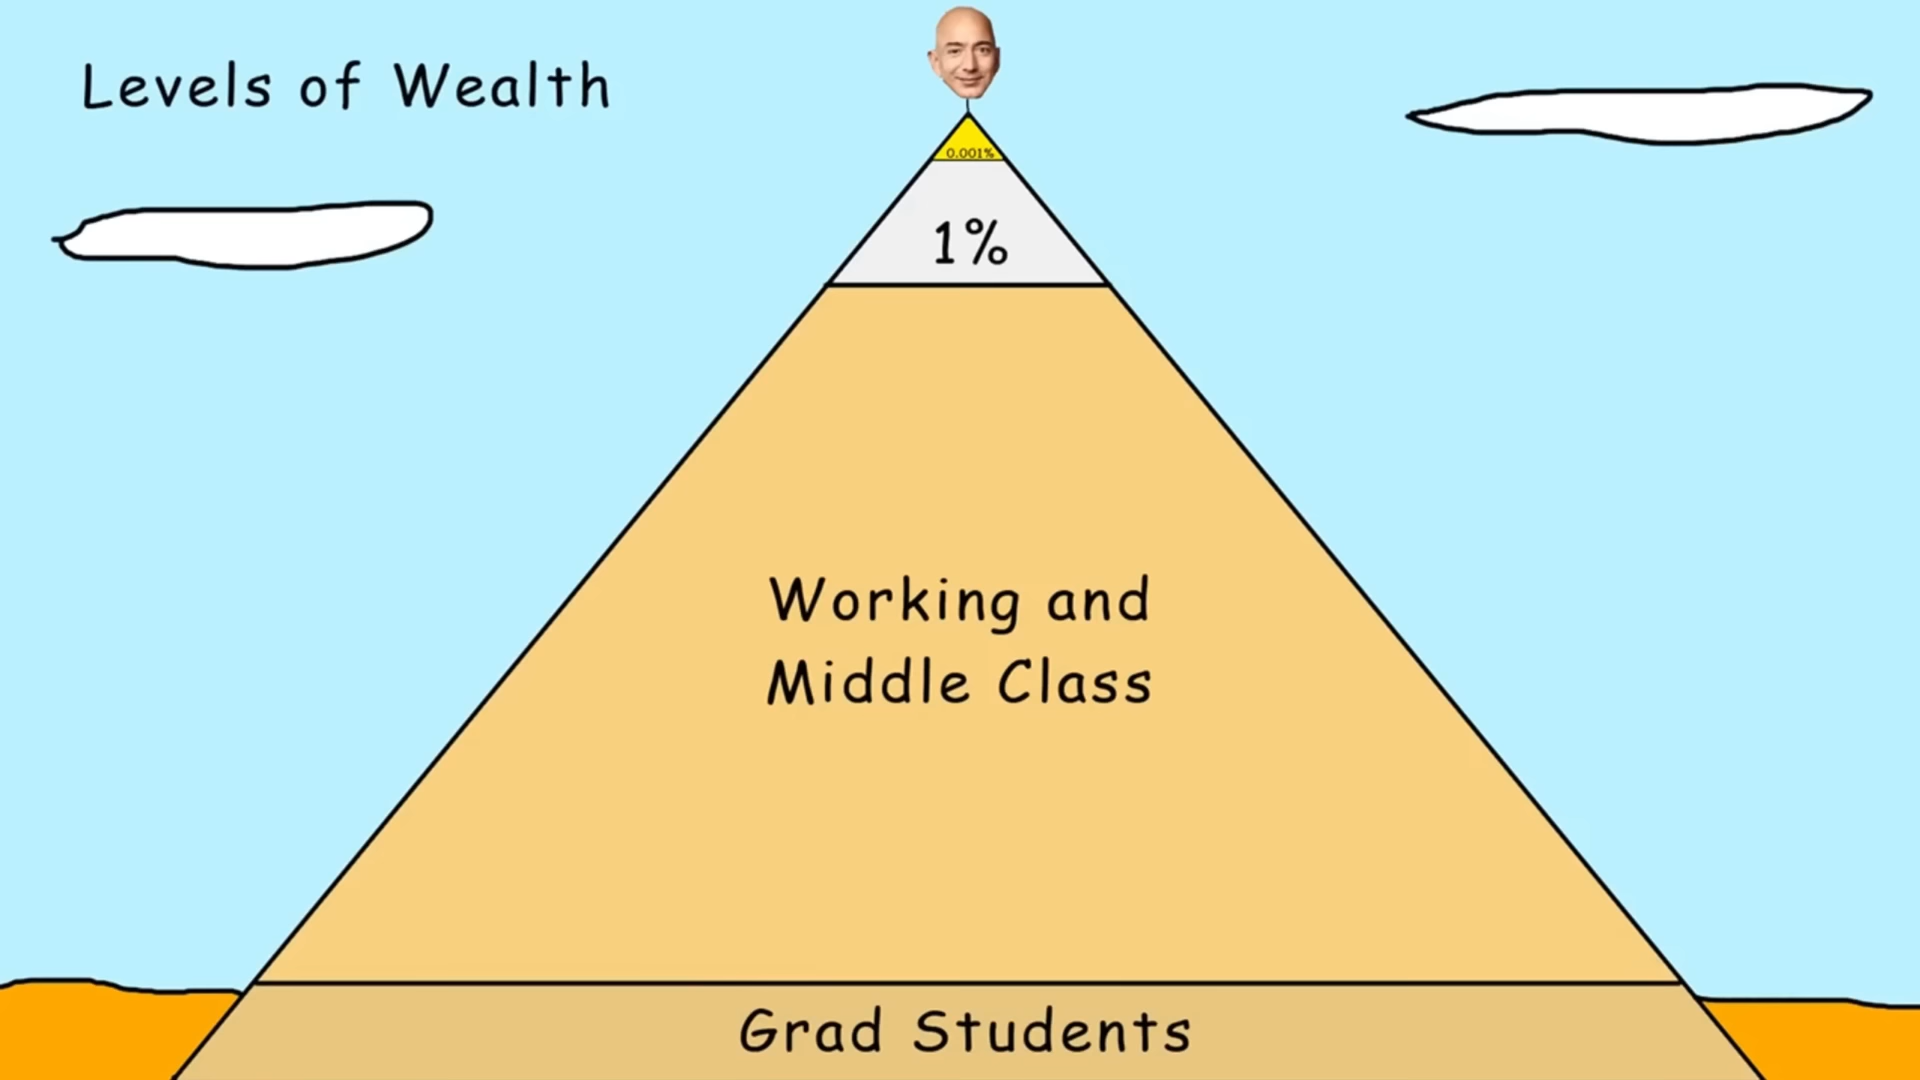 Levels of Wealth
0.001%
1%
Working and
Middle Class
Grad Students